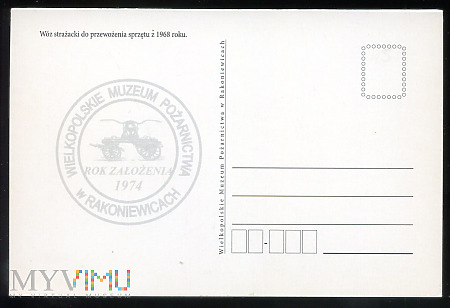 Wóz strażacki do przewożenia sprzętu z 1968 roku.
WIELKOPOLSKIE MUZEUM POŻARNICTWA
ROK ZAŁOŻENIA
1974
w RAKONIEWICACH
Wielkopolskie Muzeum Pożarnictwa w Rakoniewicach
MYVIMU